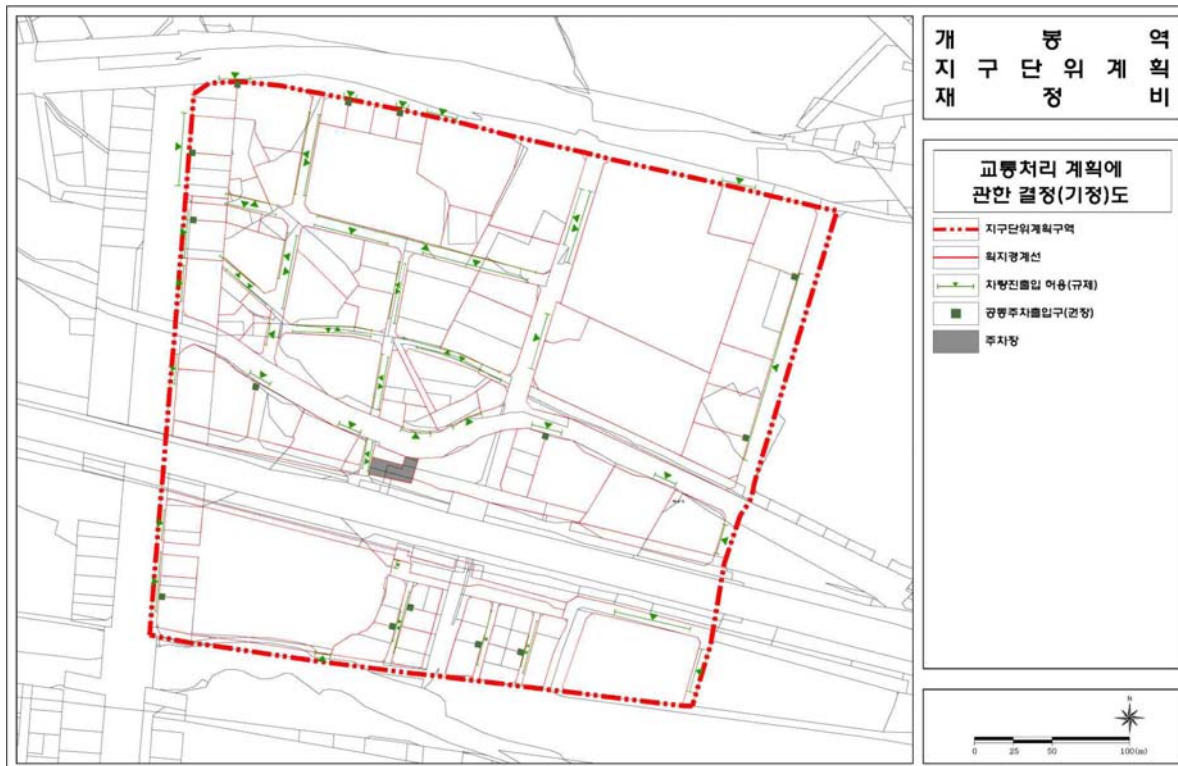 개 봉 역
지 구 단 위 계 획
재 정 비
교통처리 계획에
관한 결정(기정)도
지구단위계획구역
획지경계선
차량진출입 허용(규제)
공동주차출입구(권장)
주차장
N
0 25 50 100(m)